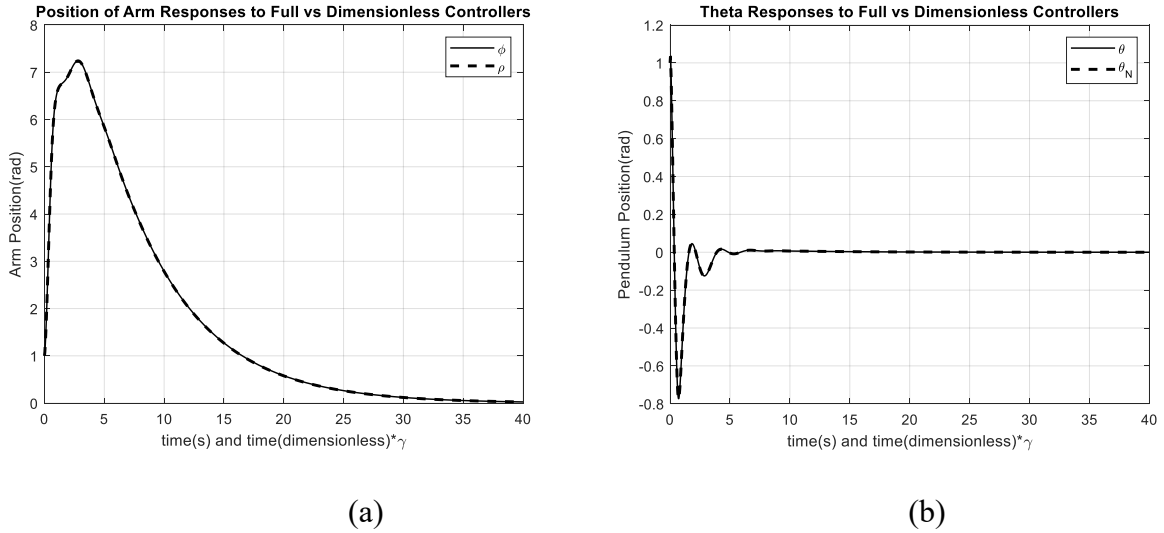 Position of Arm Responses to Full vs Dimensionless Controllers
8
7
6
5
4
3
2
1
0
Arm Position(rad)
ϕ
ρ
0 5 10 15 20 25 30 35 40
time(s) and time(dimensionless)*γ
(a)
Theta Responses to Full vs Dimensionless Controllers
1.2
1
0.8
0.6
0.4
0.2
0
-0.2
-0.4
-0.6
-0.8
Pendulum Position(rad)
θ
θN
0 5 10 15 20 25 30 35 40
time(s) and time(dimensionless)*γ
(b)